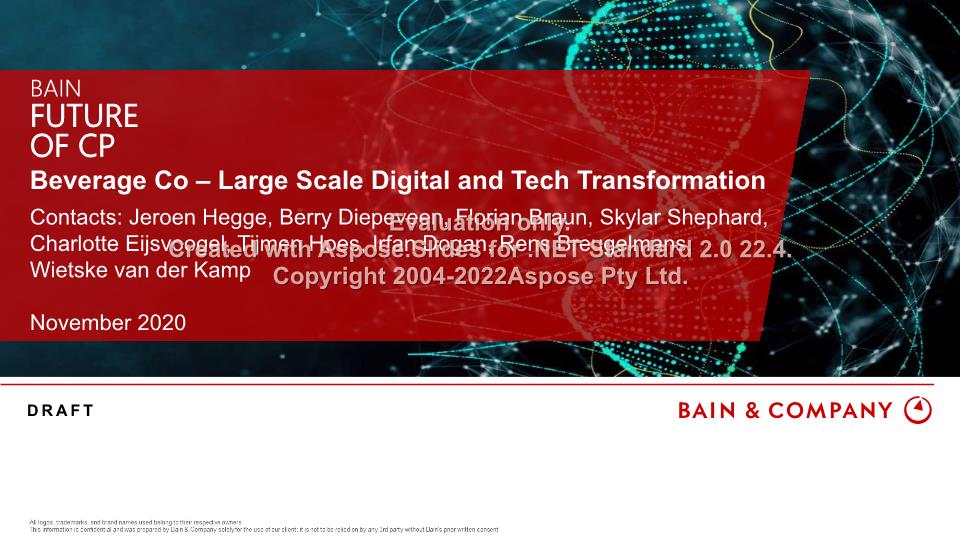 BAIN
FUTURE
OF CP
Beverage Co – Large Scale Digital and Tech Transformation
Contacts: Jeroen Hegge, Berry Diepeveen, Florian Braun, Skylar Shephard,
Evaluation only.
Charlotte Eijsvoogel, Tijmen Hoes, Irfan Dogan, Rens Breugelmans,
Created with Aspose.Slides for .NET Standard 2.0 22.4.
Wietske van der Kamp
Copyright 2004-2022Aspose Pty Ltd.
November 2020
DRAFT
BAIN & COMPANY
All logos, trademarks, and brand names used belong to their respective owners
This information is confidential and was prepared by Bain & Company solely for the use of our client; it is not to be relied on by any 3rd party without Bain's prior written consent